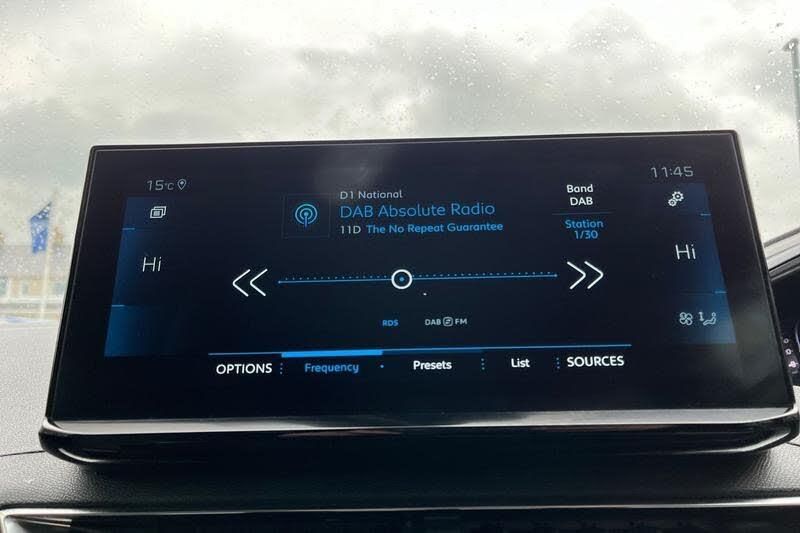 15°C
11:45
D1 National
DAB Absolute Radio
11D The No Repeat Guarantee
Band
DAB
Station
1/30
Hi
Hi
RDS
DAB FM
OPTIONS
Frequency
Presets
List
SOURCES